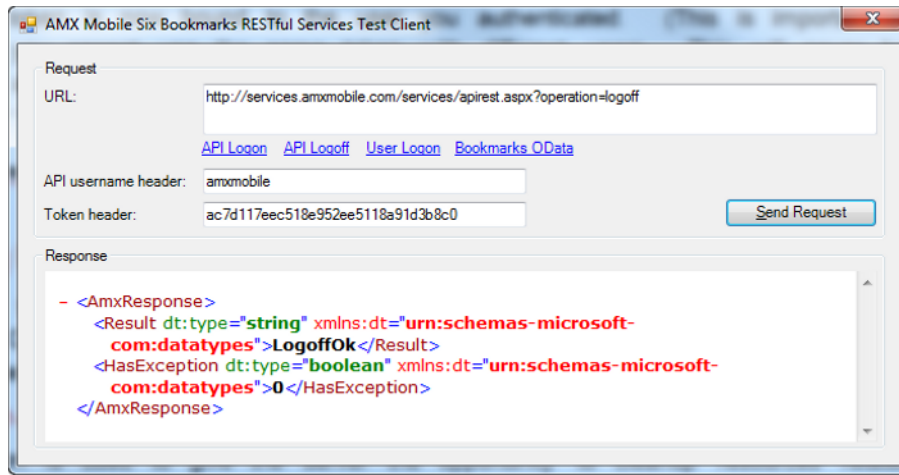 AMX Mobile Six Bookmarks RESTful Services Test Client
Request
URL:
http://services.amxmobile.com/services/apirest.aspx?operation=logoff
API Logon API Logoff User Logon Bookmarks OData
API username header: amxmobile
Token header: ac7d117eec518e952ee5118a91d3b8c0
Send Request
Response
- <AmxResponse>
<Result dt:type="string" xmlns:dt="urn:schemas-microsoft-
com:datatypes">LogoffOk</Result>
<HasException dt:type="boolean" xmlns:dt="urn:schemas-microsoft-
com:datatypes">0</HasException>
</AmxResponse>